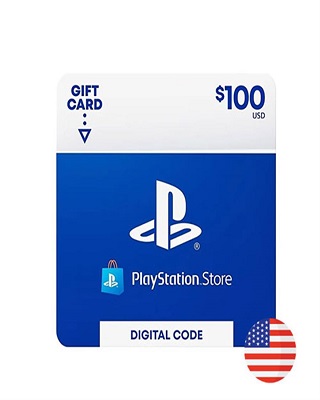 GIFT
CARD
$100
USD
®
PlayStation.Store
DIGITAL CODE